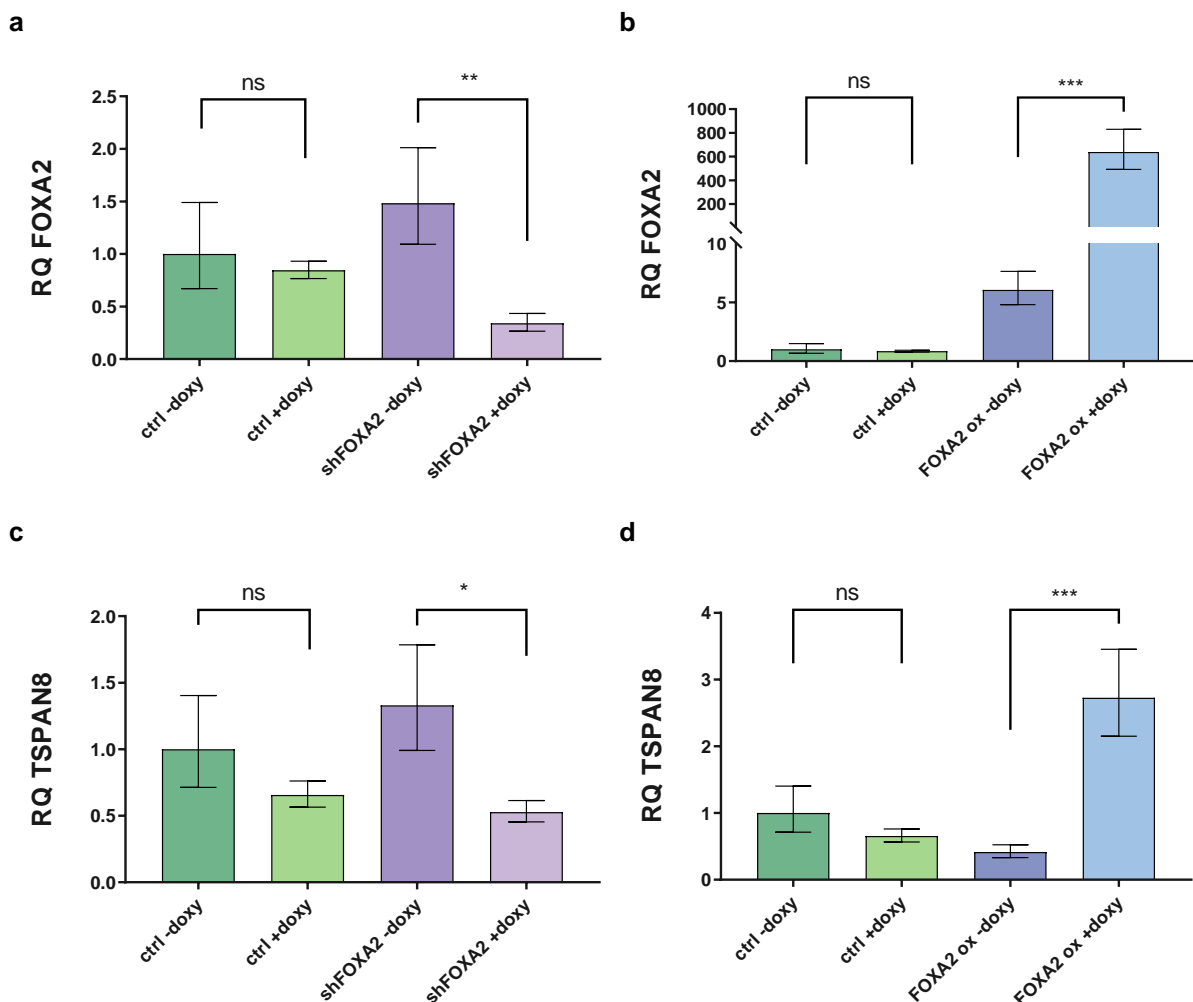 a
ns
**
2.5
2.0
1.5
1.0
0.5
0.0
RQ FOXA2
ctrl -doxy
ctrl +doxy
shFOXA2 -doxy
shFOXA2 +doxy
b
ns
***
1000
800
600
400
200
10
5
0
RQ FOXA2
ctrl -doxy
ctrl +doxy
FOXA2 ox -doxy
FOXA2 ox +doxy
c
ns
*
2.0
1.5
1.0
0.5
0.0
RQ TSPAN8
ctrl -doxy
ctrl +doxy
shFOXA2 -doxy
shFOXA2 +doxy
d
ns
***
4
3
2
1
0
RQ TSPAN8
ctrl -doxy
ctrl +doxy
FOXA2 ox -doxy
FOXA2 ox +doxy